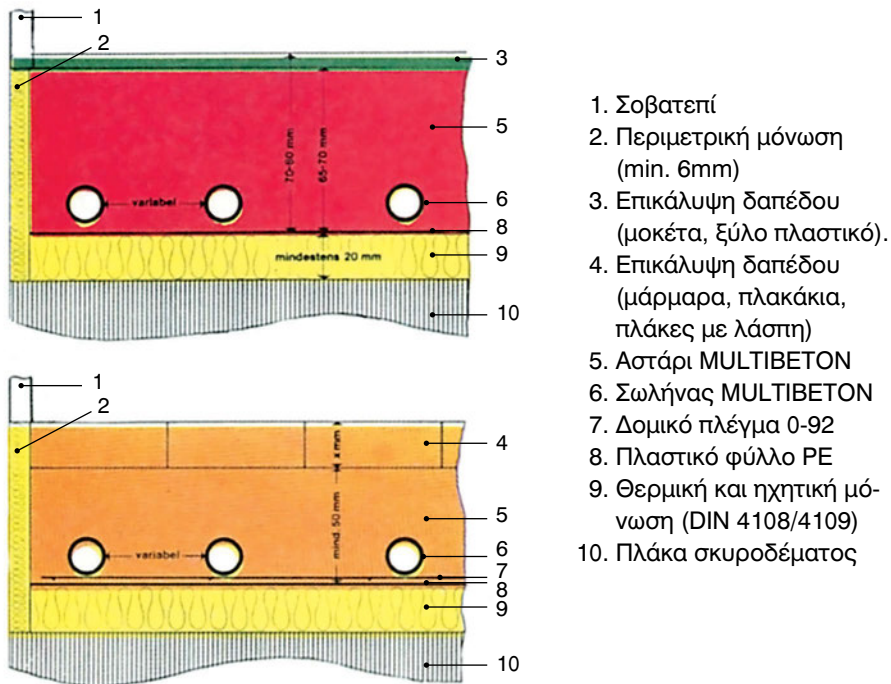 1
2
3
70-80 mm
65-70 mm
5
variabel
6
8
mindestens 20 mm
9
10
1
2
x mm
4
mind. 50 mm
5
variabel
6
7
8
9
10
1. Σοβατεπί
2. Περιμετρική μόνωση
(min. 6mm)
3. Επικάλυψη δαπέδου
(μοκέτα, ξύλο πλαστικό).
4. Επικάλυψη δαπέδου
(μάρμαρα, πλακάκια,
πλάκες με λάσπη)
5. Αστάρι MULTIBETON
6. Σωλήνας MULTIBETON
7. Δομικό πλέγμα 0-92
8. Πλαστικό φύλλο PE
9. Θερμική και ηχητική μό-
νωση (DIN 4108/4109)
10. Πλάκα σκυροδέματος